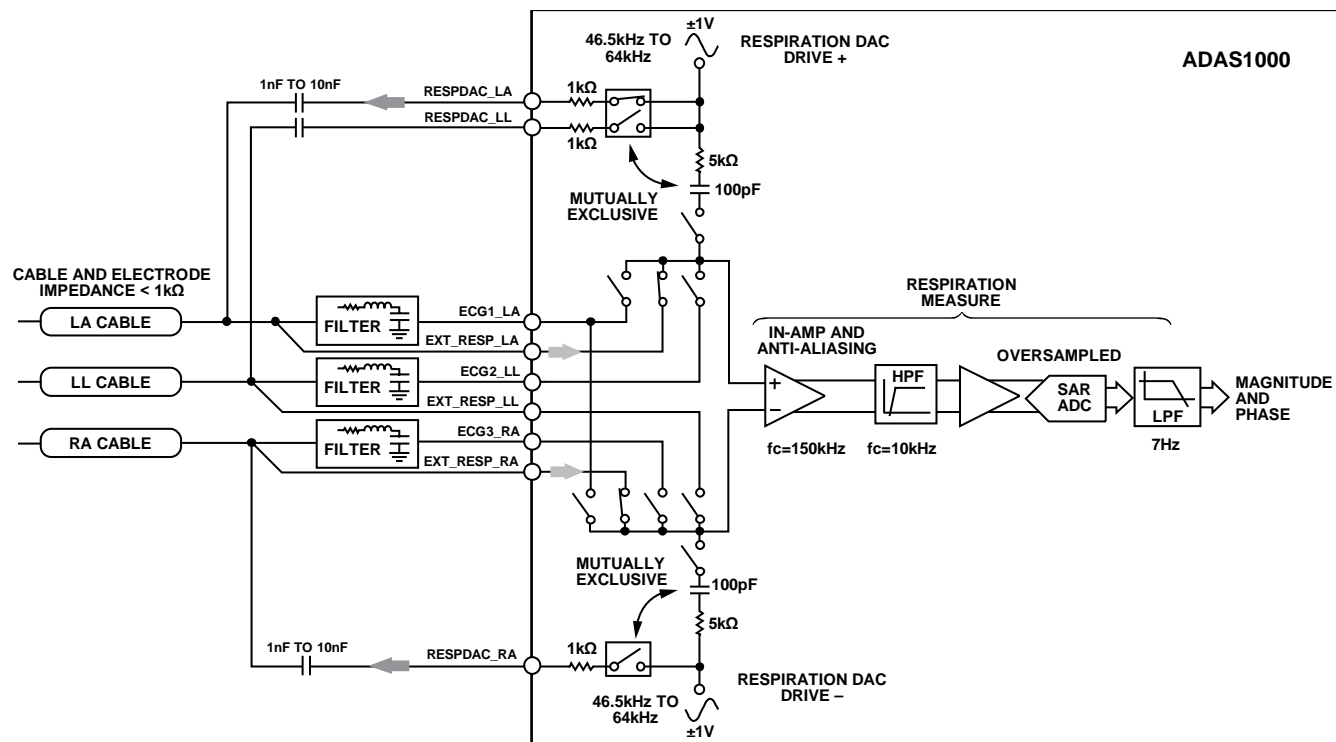 ±1V
46.5kHz TO
64kHz
RESPIRATION DAC
DRIVE +
ADAS1000
1nF TO 10nF
RESPDAC_LA
1kΩ
RESPDAC_LL
1kΩ
5kΩ
100pF
MUTUALLY
EXCLUSIVE
CABLE AND ELECTRODE
IMPEDANCE < 1kΩ
LA CABLE
FILTER
ECG1_LA
EXT_RESP_LA
LL CABLE
FILTER
ECG2_LL
EXT_RESP_LL
RA CABLE
FILTER
ECG3_RA
EXT_RESP_RA
RESPIRATION
MEASURE
IN-AMP AND
ANTI-ALIASING
+
–
fc=150kHz
HPF
fc=10kHz
OVERSAMPLED
SAR
ADC
LPF
7Hz
MAGNITUDE
AND
PHASE
MUTUALLY
EXCLUSIVE
100pF
5kΩ
1nF TO 10nF
RESPDAC_RA
1kΩ
46.5kHz TO
64kHz
±1V
RESPIRATION DAC
DRIVE –